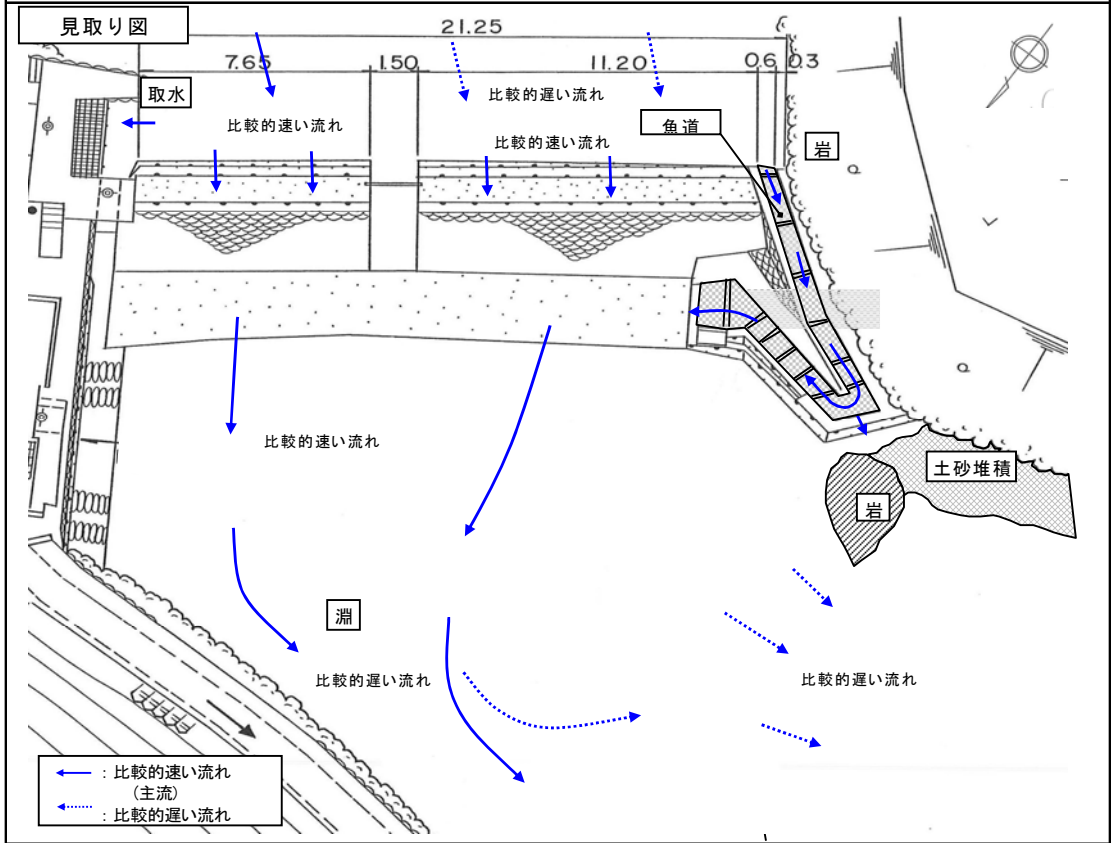 見取り図
21.25
7.65 1.50 11.20 0.6 0.3
取水
比較的遅い流れ
比較的速い流れ
魚道
比較的速い流れ
岩
土砂堆積
岩
比較的速い流れ
淵
比較的遅い流れ
比較的遅い流れ
：比較的速い流れ
(主流)
：比較的遅い流れ